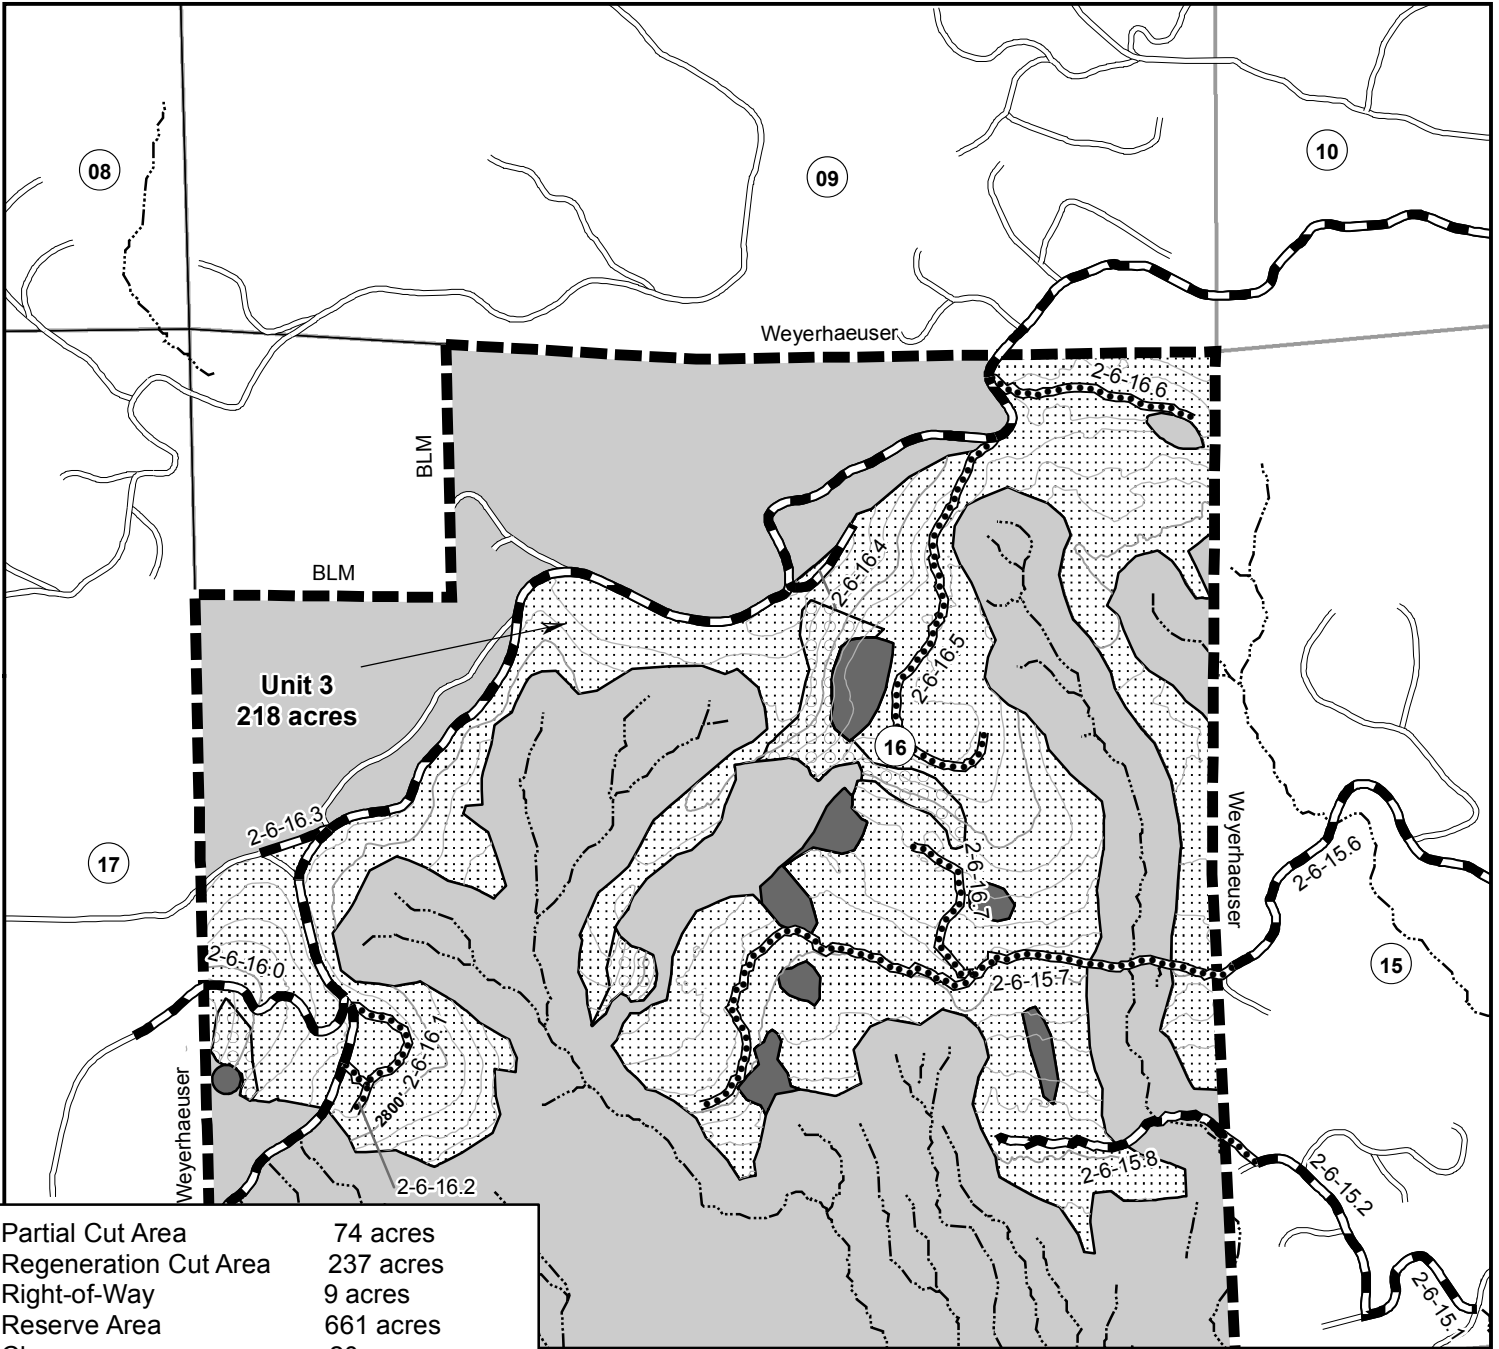 08
09
10
Weyerhaeuser
2-6-16.6
BLM
BLM
2-6-16.4
2-6-16.5
Unit 3
218 acres
16
2-6-16.3
17
2-6-16.7
Weyerhaeuser
2-6-15.6
15
2-6-16.0
2-6-15.7
2-6-16.1
2800'
Weyerhaeuser
2-6-16.2
2-6-15.8
2-6-15.2
2-6-15.1
Partial Cut Area 74 acres
Regeneration Cut Area 237 acres
Right-of-Way 9 acres
Reserve Area 661 acres